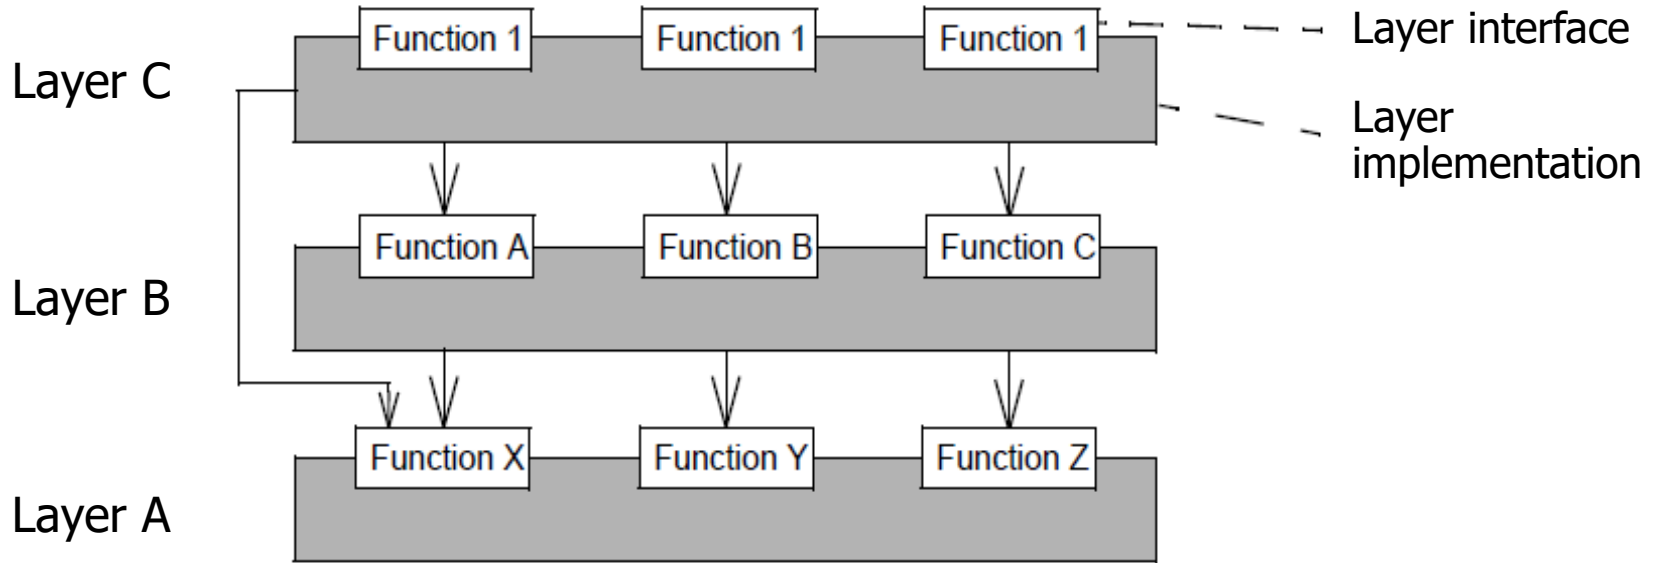 Function 1
Function 1
Function 1
Layer interface
Layer C
Layer
implementation
Function A
Function B
Function C
Layer B
Function X
Function Y
Function Z
Layer A